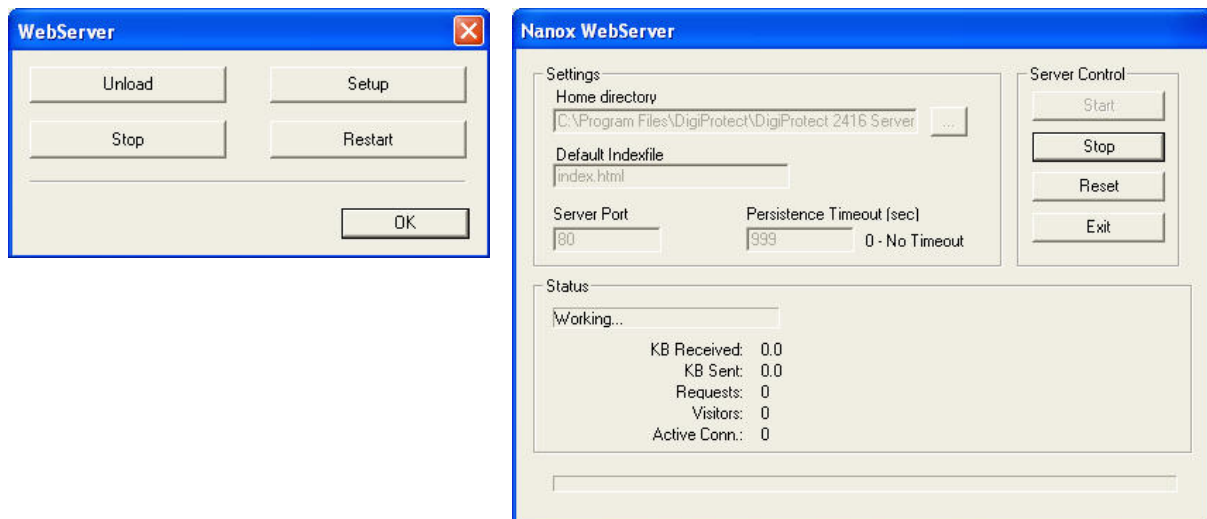 WebServer
Unload
Setup
Stop
Restart
OK
Nanox WebServer
Settings
Home directory
C:\Program Files\DigiProtect\DigiProtect 2416 Server
...
Default Indexfile
index.html
Server Port
Persistence Timeout (sec)
80
999
0 - No Timeout
Server Control
Start
Stop
Reset
Exit
Status
Working...
KB Received: 0.0
KB Sent: 0.0
Requests: 0
Visitors: 0
Active Conn.: 0